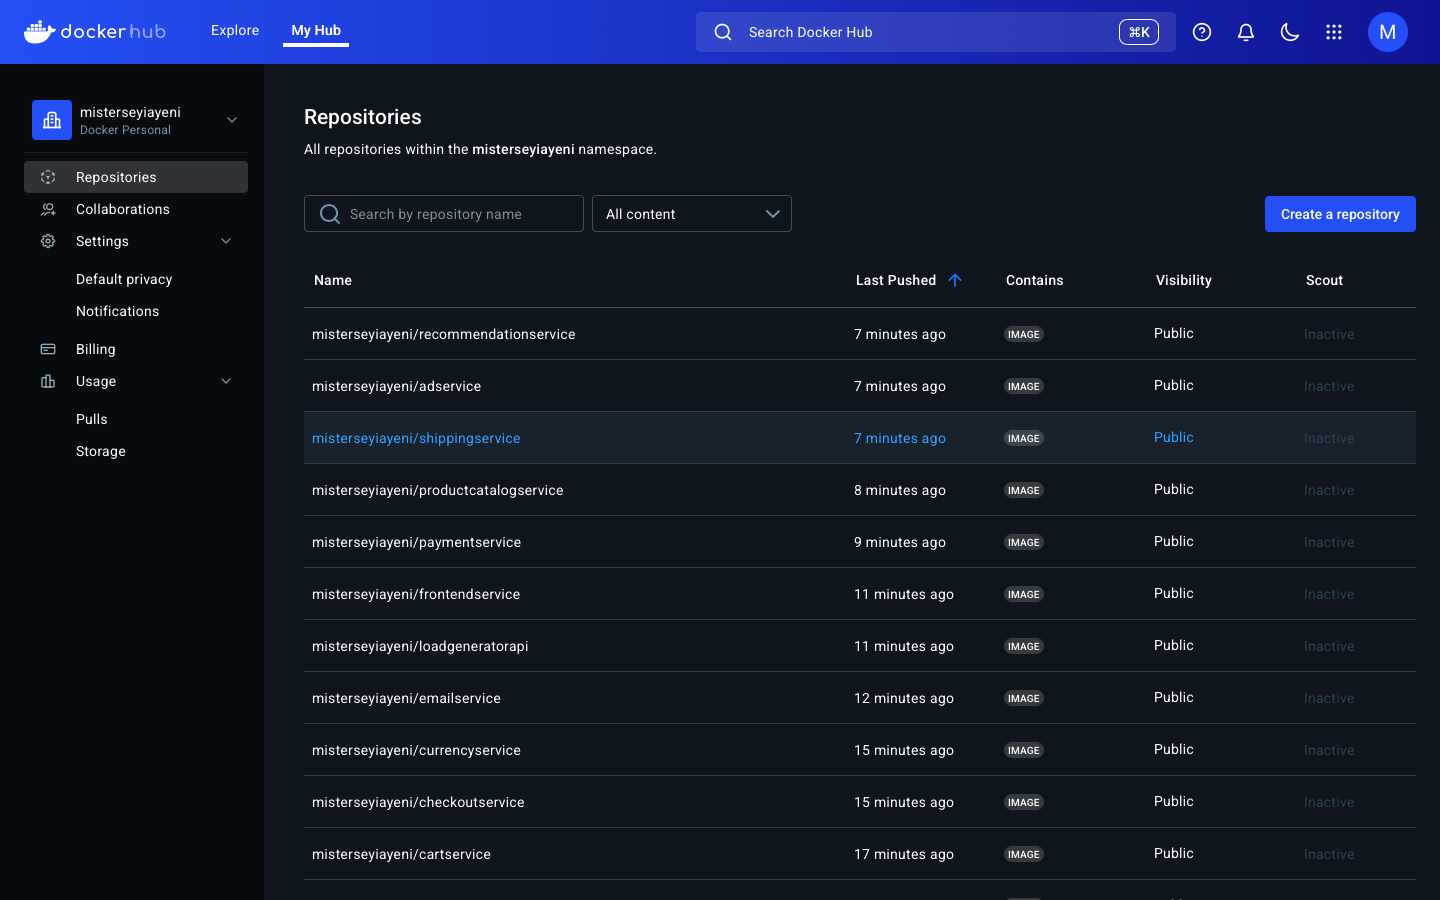 dockerhub
Explore
My Hub
Search Docker Hub
⌘K
M
misterseyiayeni
Docker Personal
Repositories
Collaborations
Settings
Default privacy
Notifications
Billing
Usage
Pulls
Storage
Repositories
All repositories within the misterseyiayeni namespace.
Search by repository name
All content
Create a repository
Name Last Pushed Contains Visibility Scout
misterseyiayeni/recommendationservice 7 minutes ago IMAGE Public Inactive
misterseyiayeni/adservice 7 minutes ago IMAGE Public Inactive
misterseyiayeni/shippingservice 7 minutes ago IMAGE Public Inactive
misterseyiayeni/productcatalogservice 8 minutes ago IMAGE Public Inactive
misterseyiayeni/paymentservice 9 minutes ago IMAGE Public Inactive
misterseyiayeni/frontendservice 11 minutes ago IMAGE Public Inactive
misterseyiayeni/loadgeneratorapi 11 minutes ago IMAGE Public Inactive
misterseyiayeni/emailservice 12 minutes ago IMAGE Public Inactive
misterseyiayeni/currencyservice 15 minutes ago IMAGE Public Inactive
misterseyiayeni/checkoutservice 15 minutes ago IMAGE Public Inactive
misterseyiayeni/cartservice 17 minutes ago IMAGE Public Inactive